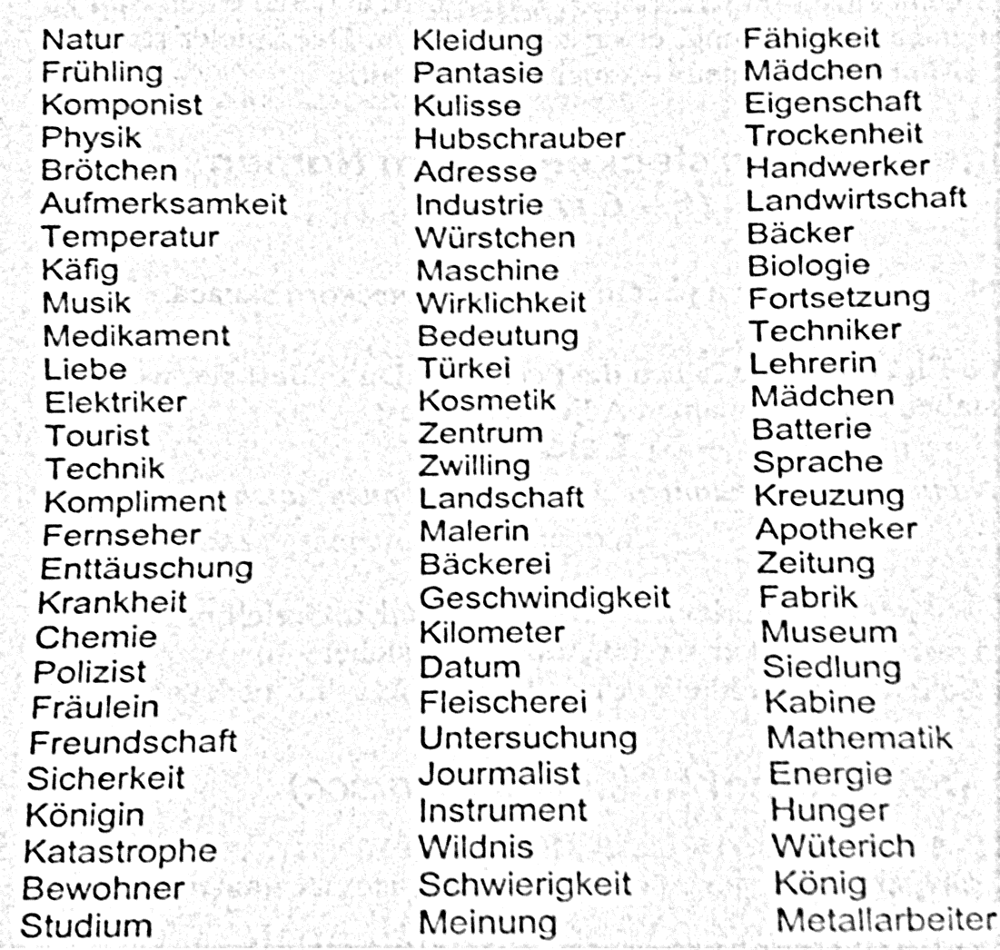 Natur
Frühling
Komponist
Physik
Brötchen
Aufmerksamkeit
Temperatur
Käfig
Musik
Medikament
Liebe
Elektriker
Tourist
Technik
Kompliment
Fernseher
Enttäuschung
Krankheit
Chemie
Polizist
Fräulein
Freundschaft
Sicherkeit
Königin
Katastrophe
Bewohner
Studium
Kleidung
Pantasie
Kulisse
Hubschrauber
Adresse
Industrie
Würstchen
Maschine
Wirklichkeit
Bedeutung
Türkei
Kosmetik
Zentrum
Zwilling
Landschaft
Malerin
Bäckerei
Geschwindigkeit
Kilometer
Datum
Fleischerei
Untersuchung
Jourmalist
Instrument
Wildnis
Schwierigkeit
Meinung
Fähigkeit
Mädchen
Eigenschaft
Trockenheit
Handwerker
Landwirtschaft
Bäcker
Biologie
Fortsetzung
Techniker
Lehrerin
Mädchen
Batterie
Sprache
Kreuzung
Apotheker
Zeitung
Fabrik
Museum
Siedlung
Kabine
Mathematik
Energie
Hunger
Wüterich
König
Metallarbeiter